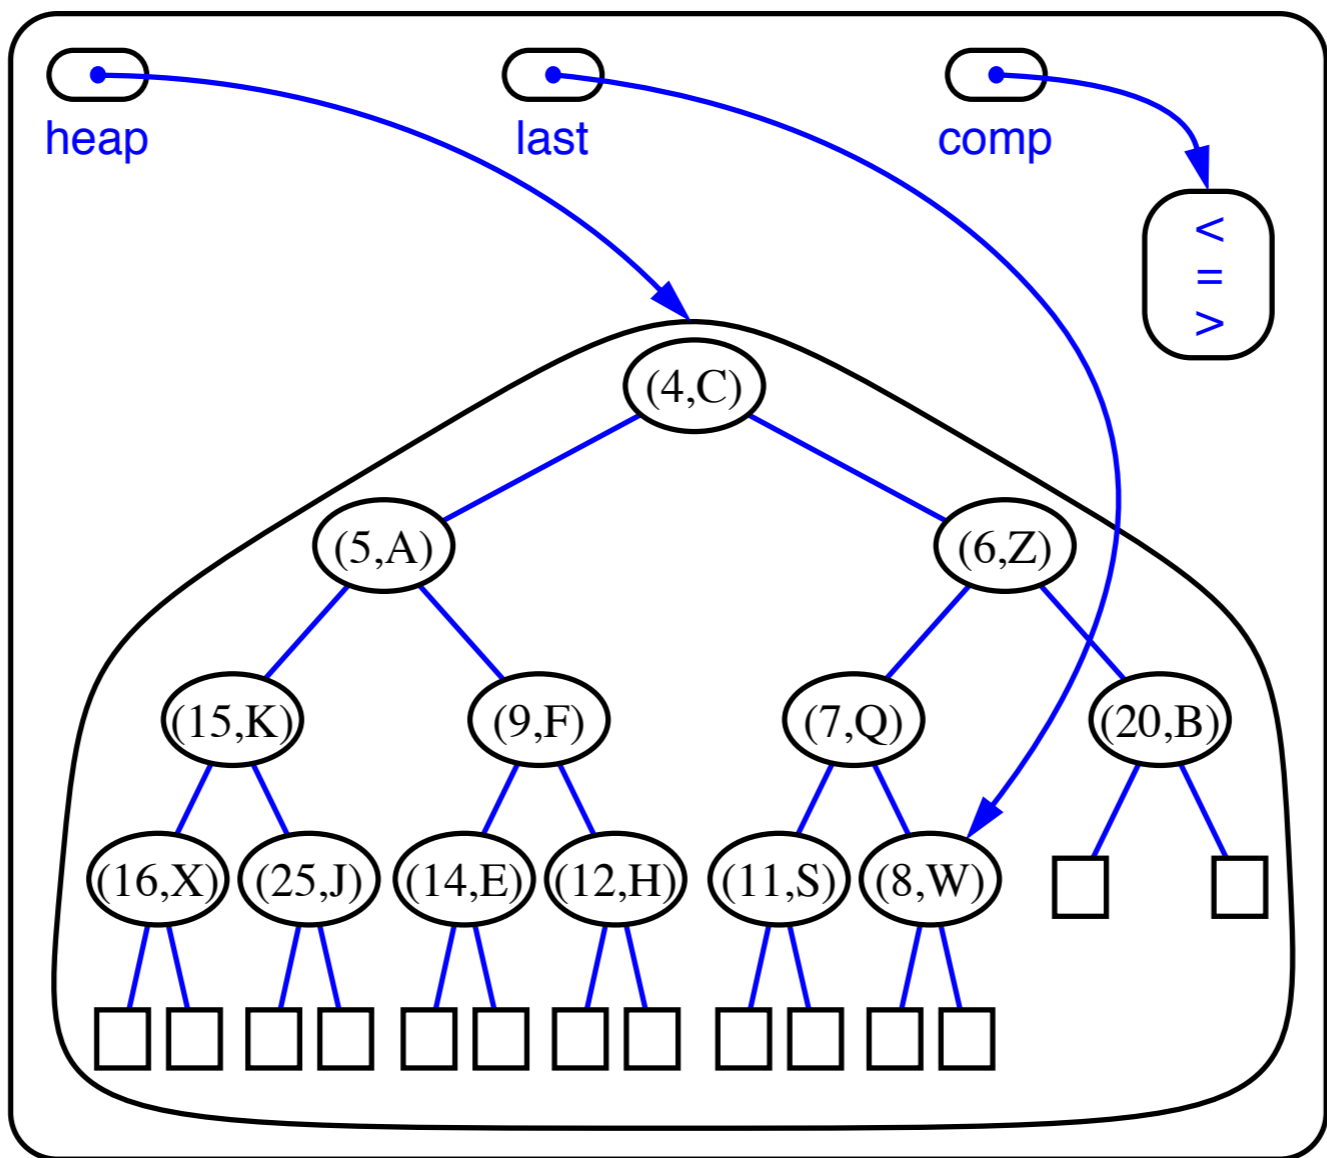 heap last comp
<
=
>
(4,C)
(5,A) (6,Z)
(15,K) (9,F) (7,Q) (20,B)
(16,X) (25,J) (14,E) (12,H) (11,S) (8,W)